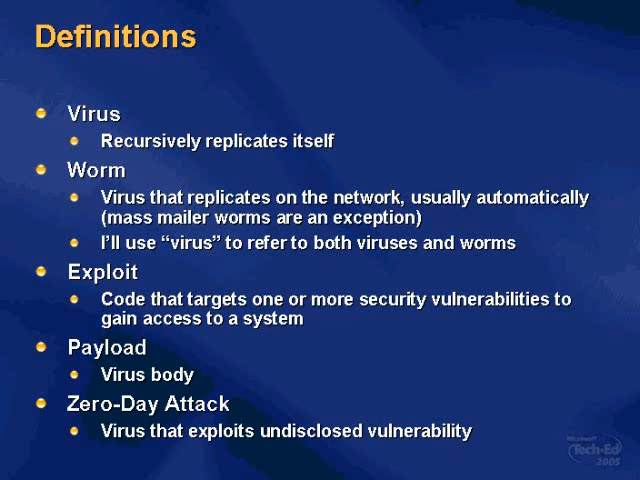 Definitions
Virus
Recursively replicates itself
Worm
Virus that replicates on the network, usually automatically
(mass mailer worms are an exception)
I'll use “virus” to refer to both viruses and worms
Exploit
Code that targets one or more security vulnerabilities to
gain access to a system
Payload
Virus body
Zero-Day Attack
Virus that exploits undisclosed vulnerability
Microsoft
Tech·Ed
2005